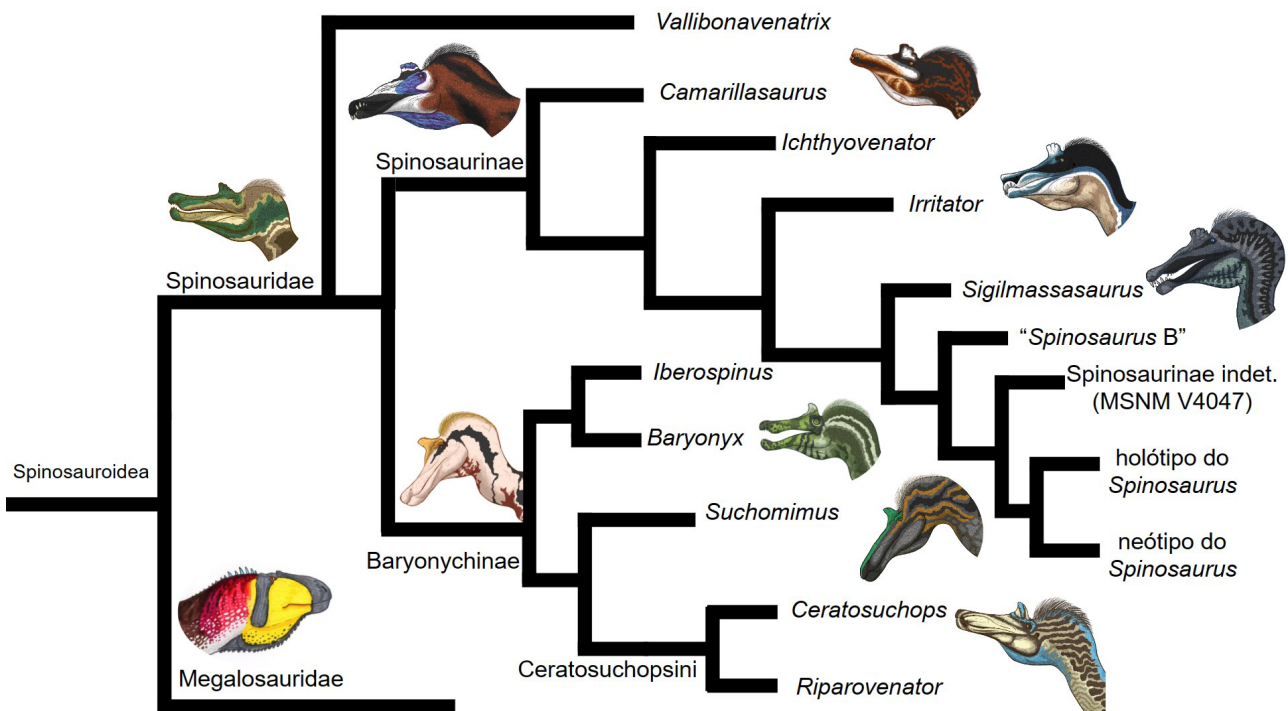 Vallibonavenatrix
Camarillasaurus
Ichthyovenator
Spinosaurinae
Irritator
Spinosauridae
Sigilmassasaurus
“Spinosaurus B”
Iberospinus
Spinosaurinae indet.
(MSNM V4047)
Baryonyx
holótipo do
Spinosaurus
Spinosauroidea
Suchomimus
neótipo do
Spinosaurus
Baryonychinae
Ceratosuchops
Ceratosuchopsini
Megalosauridae
Riparovenator